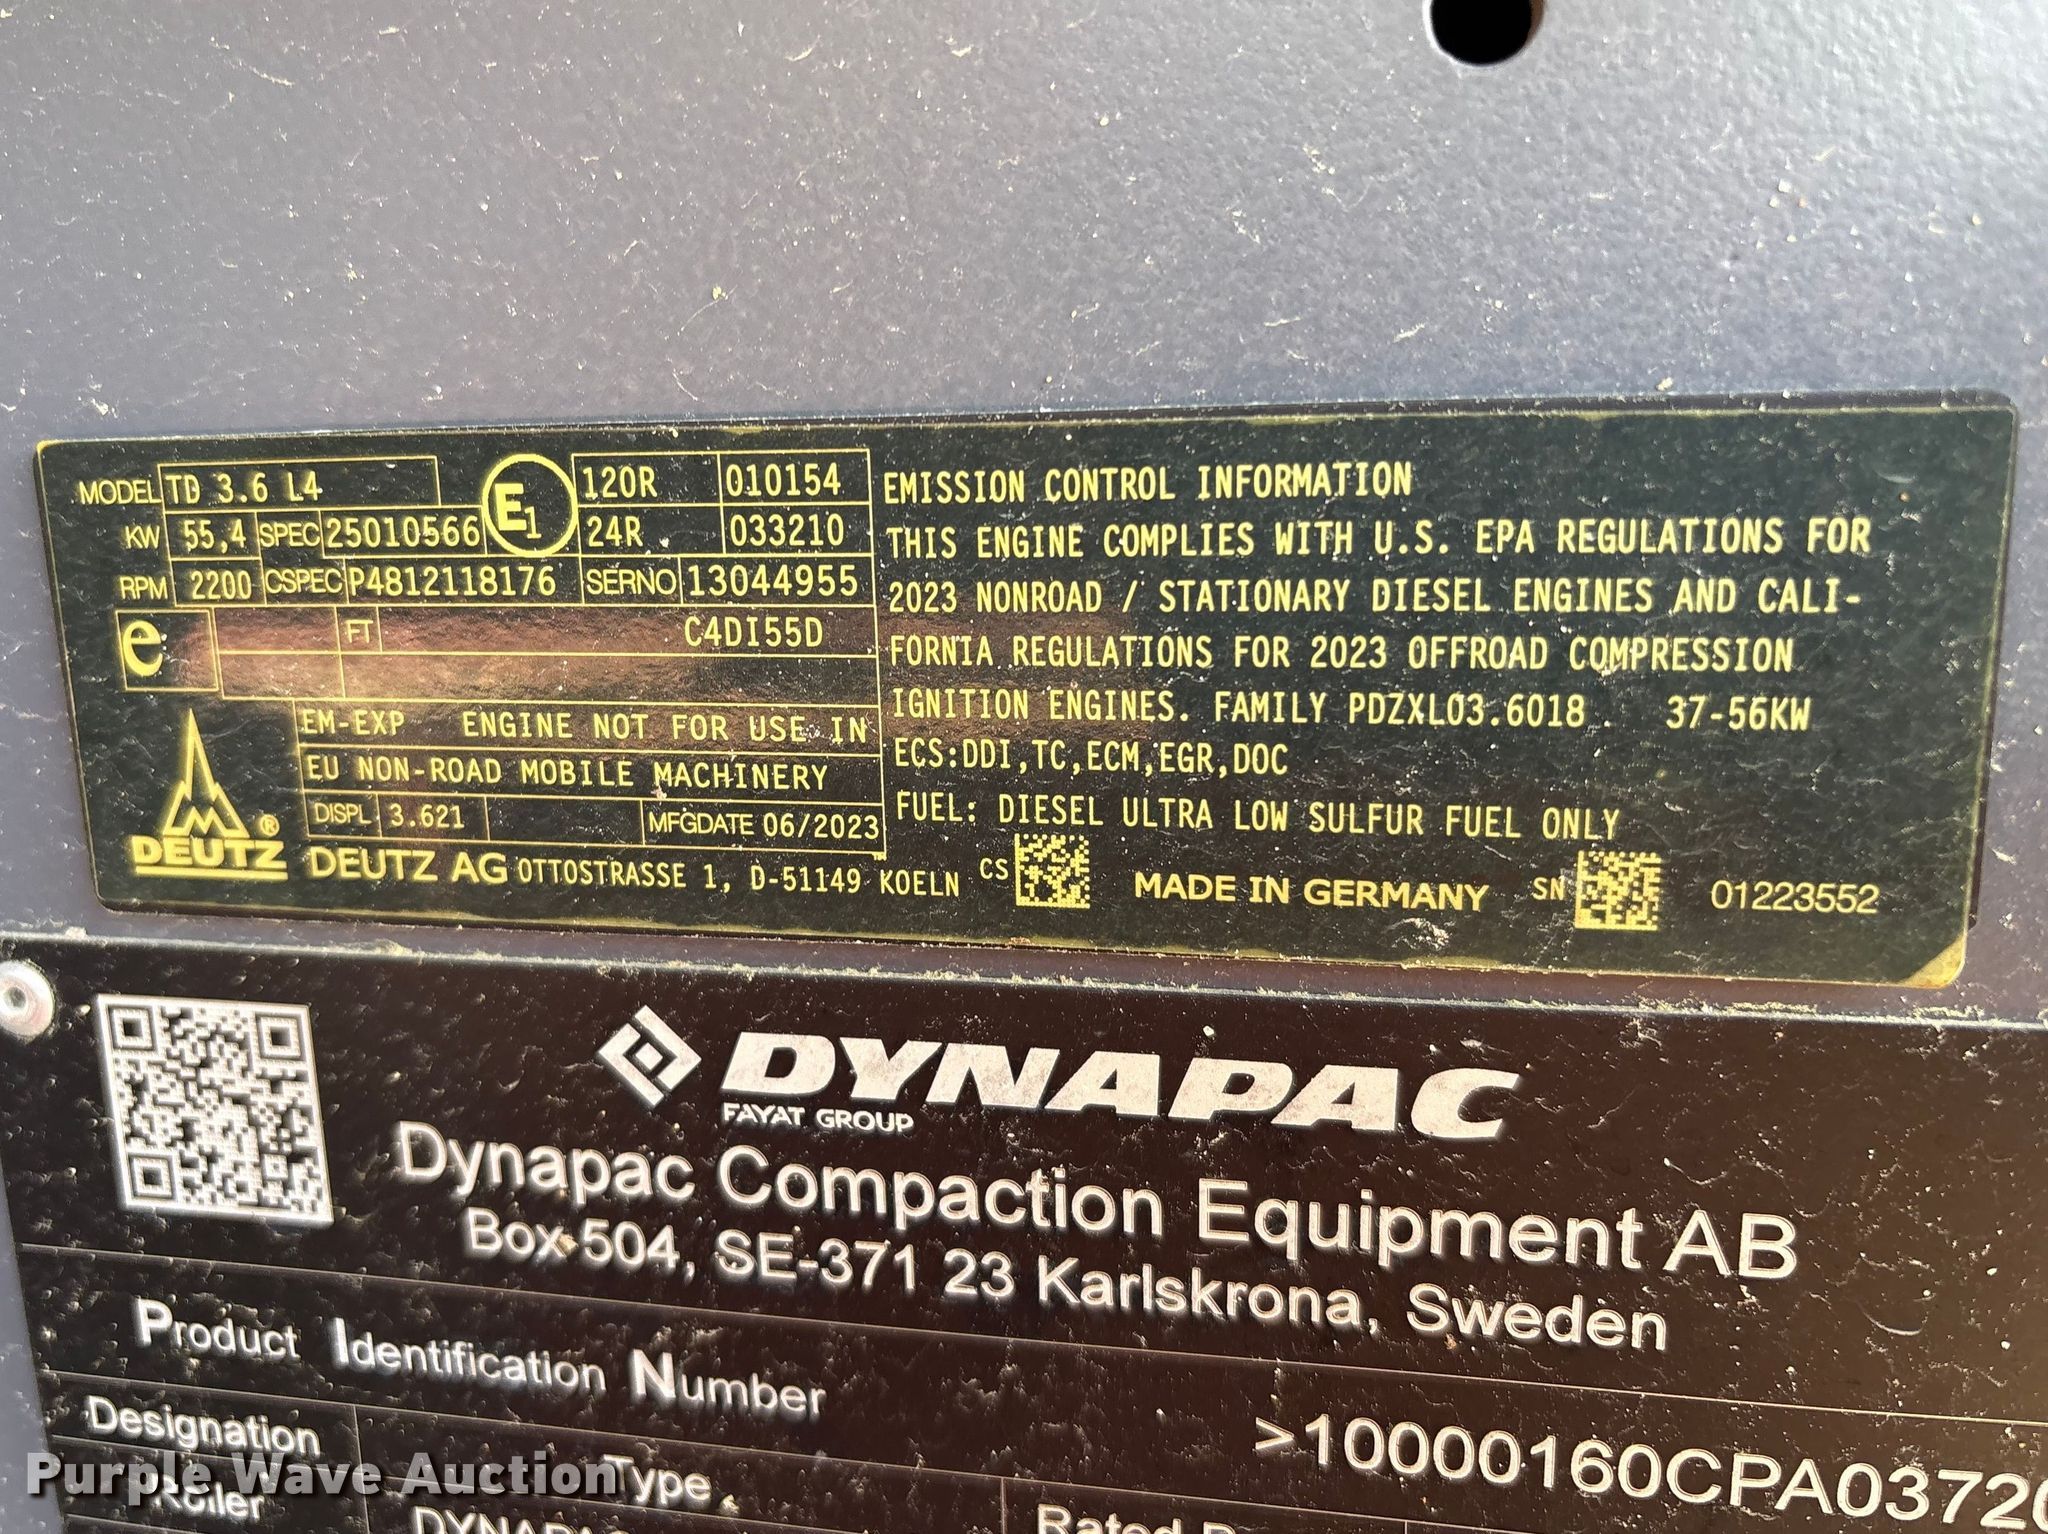 MODEL TD 3.6 L4 E1 120R 010154
KW 55,4 SPEC 25010566 24R 033210
RPM 2200 CSPEC P4812118176 SERNO 13044955
e FT C4DI55D
EM-EXP ENGINE NOT FOR USE IN
EU NON-ROAD MOBILE MACHINERY
DISPL 3.621 MFGDATE 06/2023
DEUTZ®
DEUTZ AG OTTOSTRASSE 1, D-51149 KOELN CS
EMISSION CONTROL INFORMATION
THIS ENGINE COMPLIES WITH U.S. EPA REGULATIONS FOR
2023 NONROAD / STATIONARY DIESEL ENGINES AND CALI-
FORNIA REGULATIONS FOR 2023 OFFROAD COMPRESSION
IGNITION ENGINES. FAMILY PDZXL03.6018 37-56KW
ECS:DDI,TC,ECM,EGR,DOC
FUEL: DIESEL ULTRA LOW SULFUR FUEL ONLY
MADE IN GERMANY SN 01223552
DYNAPAC
FAYAT GROUP
Dynapac Compaction Equipment AB
Box 504, SE-371 23 Karlskrona, Sweden
Product Identification Number
>10000160CPA03720
Designation
Roller
Type
Rated
Purple Wave Auction